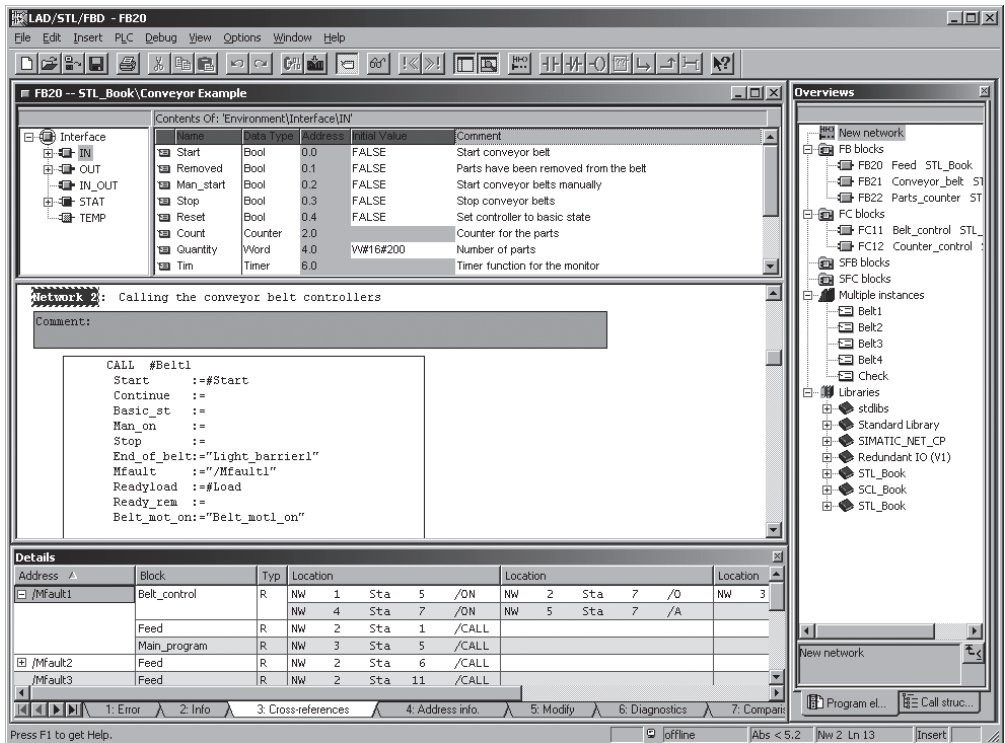 LAD/STL/FBD - FB20
File Edit Insert PLC Debug View Options Window Help
FB20 -- STL_Book\Conveyor Example
Contents Of: 'Environment\Interface\IN'
Interface
IN
OUT
IN_OUT
STAT
TEMP
Name Data Type Address Initial Value Comment
Start Bool 0.0 FALSE Start conveyor belt
Removed Bool 0.1 FALSE Parts have been removed from the belt
Man_start Bool 0.2 FALSE Start conveyor belts manually
Stop Bool 0.3 FALSE Stop conveyor belts
Reset Bool 0.4 FALSE Set controller to basic state
Count Counter 2.0 Counter for the parts
Quantity Word 4.0 W#16#200 Number of parts
Tim Timer 6.0 Timer function for the monitor
Network 2: Calling the conveyor belt controllers
Comment:
CALL #Belt1
Start :=#Start
Continue :=
Basic_st :=
Man_on :=
Stop :=
End_of_belt:="Light_barrier1"
Mfault :="/Mfault1"
Readyload :=#Load
Ready_rem :=
Belt_mot_on:="Belt_mot1_on"
Details
Address Block Typ Location Location Location
/Mfault1 Belt_control R NW 1 Sta 5 /ON NW 2 Sta 7 /O NW 3
NW 4 Sta 7 /ON NW 5 Sta 7 /A
Feed R NW 2 Sta 1 /CALL
Main_program R NW 3 Sta 5 /CALL
/Mfault2 Feed R NW 2 Sta 6 /CALL
/Mfault3 Feed R NW 2 Sta 11 /CALL
1: Error 2: Info 3: Cross-references 4: Address info. 5: Modify 6: Diagnostics 7: Comparis
Overviews
New network
FB blocks
FB20 Feed STL_Book
FB21 Conveyor_belt ST
FB22 Parts_counter ST
FC blocks
FC11 Belt_control STL_
FC12 Counter_control
SFB blocks
SFC blocks
Multiple instances
Belt1
Belt2
Belt3
Belt4
Check
Libraries
stdlibs
Standard Library
SIMATIC_NET_CP
Redundant IO (V1)
STL_Book
SCL_Book
STL_Book
New network
Program el... Call struc...
Press F1 to get Help. offline Abs < 5.2 Nw 2 Ln 13 Insert